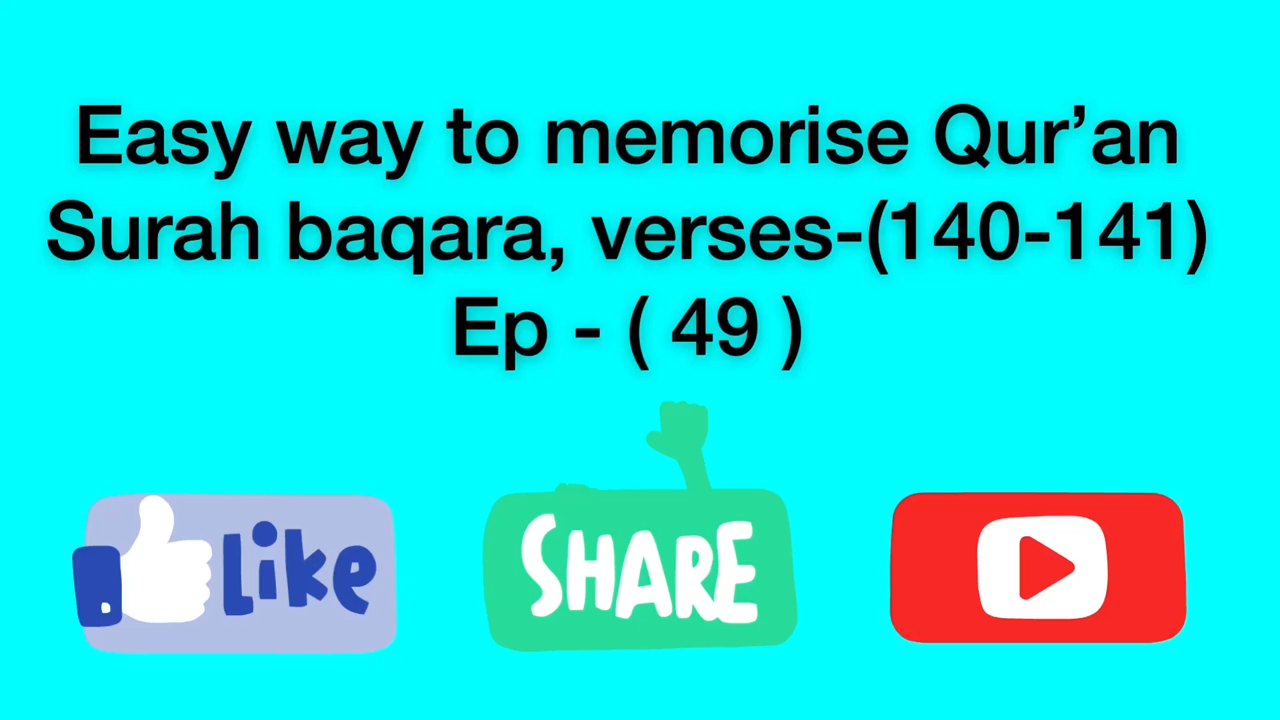 Easy way to memorise Qur’an
Surah baqara, verses-(140-141)
Ep - ( 49 )
Like
SHARE